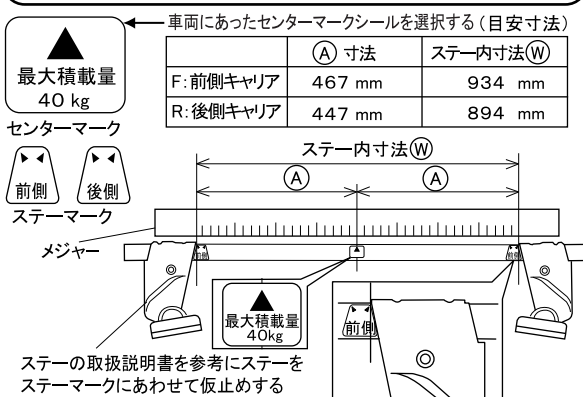 車両にあったセンターマークシールを選択する(目安寸法)
▲
最大積載量
40 kg
センターマーク
Ⓐ 寸法 ステー内寸法Ⓦ
F:前側キャリア 467 mm 934 mm
R:後側キャリア 447 mm 894 mm
前側 後側
ステーマーク
ステー内寸法Ⓦ
Ⓐ Ⓐ
メジャー
前側 前側
▲
最大積載量
40kg
前側
ステーの取扱説明書を参考にステーを
ステーマークにあわせて仮止めする